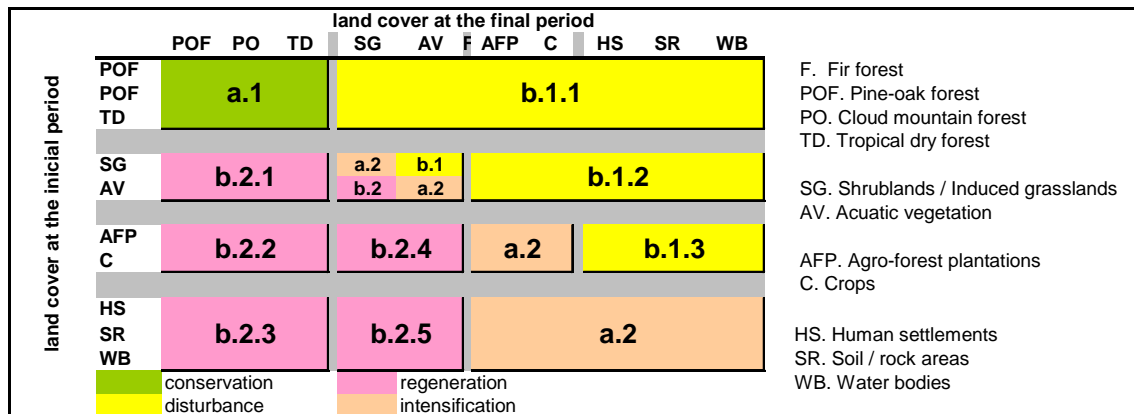 land cover at the final period
POF PO TD SG AV F AFP C HS SR WB
land cover at the inicial period
POF
POF
TD
a.1
b.1.1
SG
AV
b.2.1
a.2 b.1
b.2 a.2
b.1.2
AFP
C
b.2.2
b.2.4
a.2
b.1.3
HS
SR
WB
b.2.3
b.2.5
a.2
conservation
regeneration
disturbance
intensification
F. Fir forest
POF. Pine-oak forest
PO. Cloud mountain forest
TD. Tropical dry forest
SG. Shrublands / Induced grasslands
AV. Acuatic vegetation
AFP. Agro-forest plantations
C. Crops
HS. Human settlements
SR. Soil / rock areas
WB. Water bodies